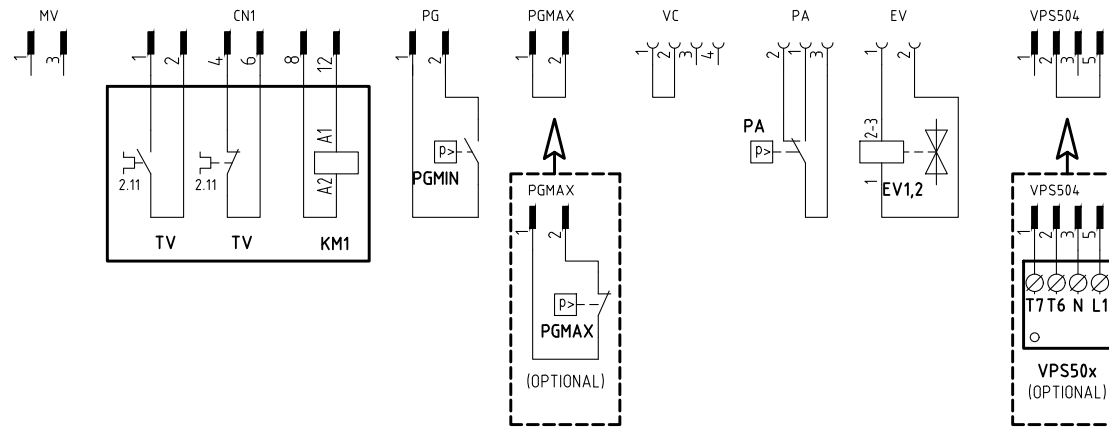 MV CN1 PG PGMAX VC PA EV VPS504
1 3 1 2 4 6 8 12 1 2 1 2 1 2 3 4 2 1 3 1 2 1 2 3 5
A1 2-3
PA
2.11 2.11 P> P>
A2 1
PGMIN EV1,2
PGMAX VPS504
TV TV KM1
1 2 1 2 3 5
P>
T7 T6 N L1
PGMAX
VPS50x
(OPTIONAL) (OPTIONAL)